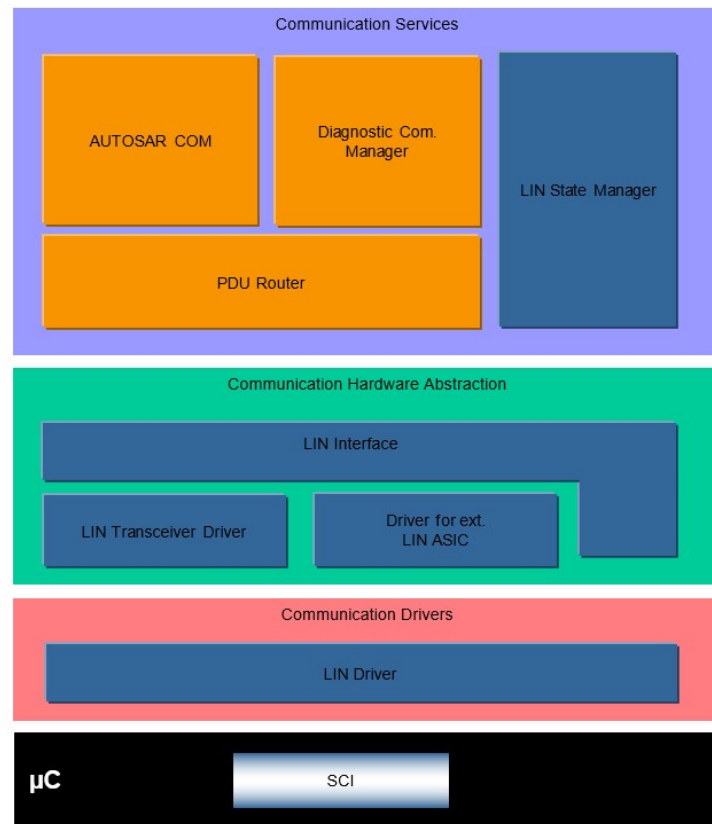 Communication Services
AUTOSAR COM
Diagnostic Com.
Manager
LIN State Manager
PDU Router
Communication Hardware Abstraction
LIN Interface
LIN Transceiver Driver
Driver for ext.
LIN ASIC
Communication Drivers
LIN Driver
µC
SCI